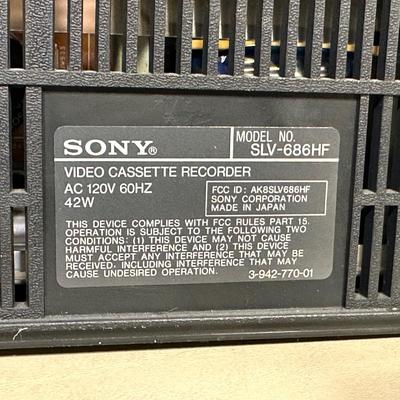 SONY®
MODEL NO.
SLV-686HF
VIDEO CASSETTE RECORDER
AC 120V 60HZ
42W
FCC ID: AK8SLV686HF
SONY CORPORATION
MADE IN JAPAN
THIS DEVICE COMPLIES WITH FCC RULES PART 15.
OPERATION IS SUBJECT TO THE FOLLOWING TWO
CONDITIONS: (1) THIS DEVICE MAY NOT CAUSE
HARMFUL INTERFERENCE AND (2) THIS DEVICE
MUST ACCEPT ANY INTERFERENCE THAT MAY BE
RECEIVED, INCLUDING INTERFERENCE THAT MAY
CAUSE UNDESIRED OPERATION.
3-942-770-01